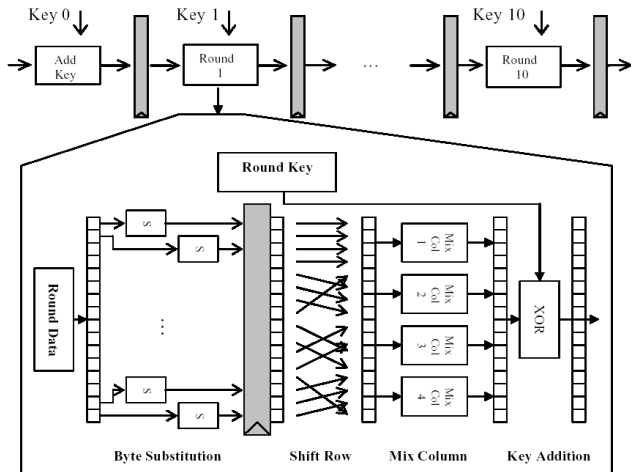 Key 0
Key 1
Key 10
Add
Key
Round
1
...
Round
10
Round Key
Round Data
S
S
...
S
S
Mix
Col
1
Mix
Col
2
Mix
Col
3
Mix
Col
4
XOR
Byte Substitution
Shift Row
Mix Column
Key Addition